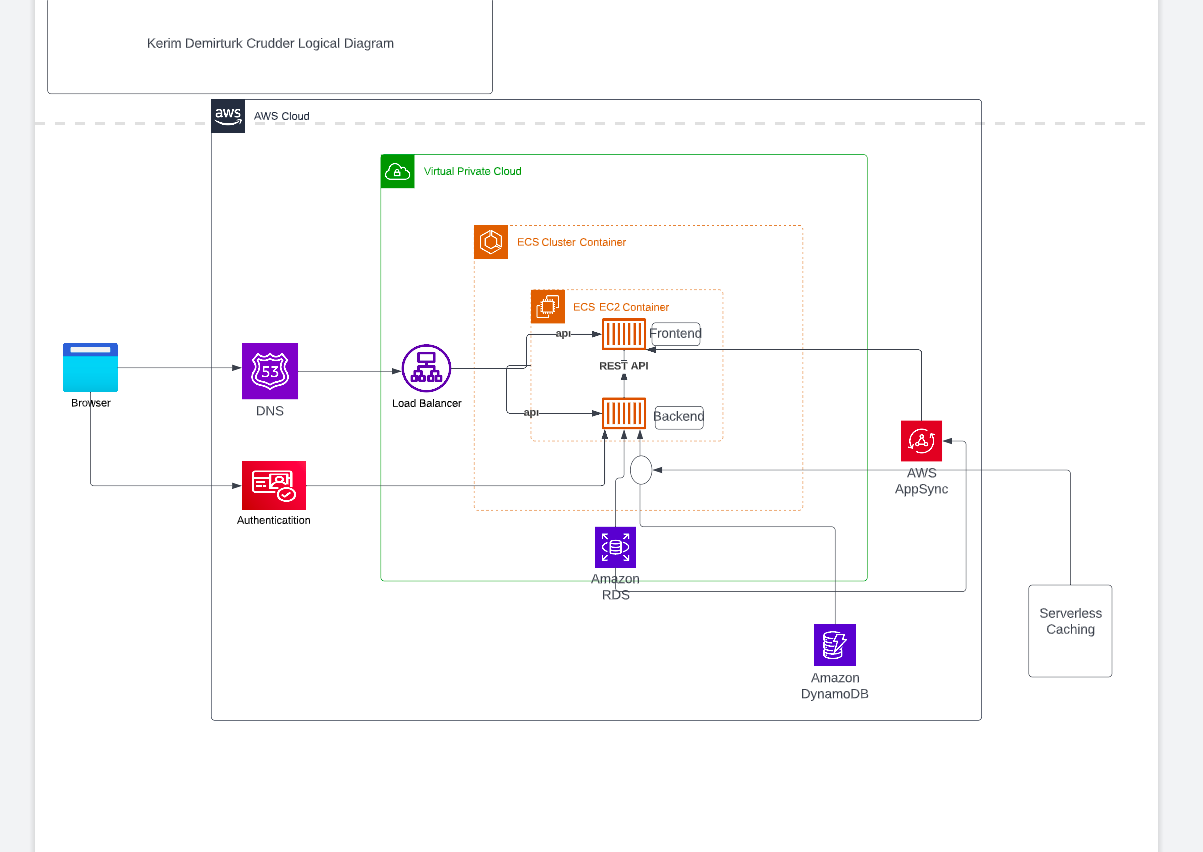 Kerim Demirturk Crudder Logical Diagram
aws
AWS Cloud
Virtual Private Cloud
ECS Cluster Container
ECS EC2 Container
api
Frontend
REST API
53
Browser
DNS
Load Balancer
api
Backend
AWS
AppSync
Authenticatition
Amazon
RDS
Serverless
Caching
Amazon
DynamoDB